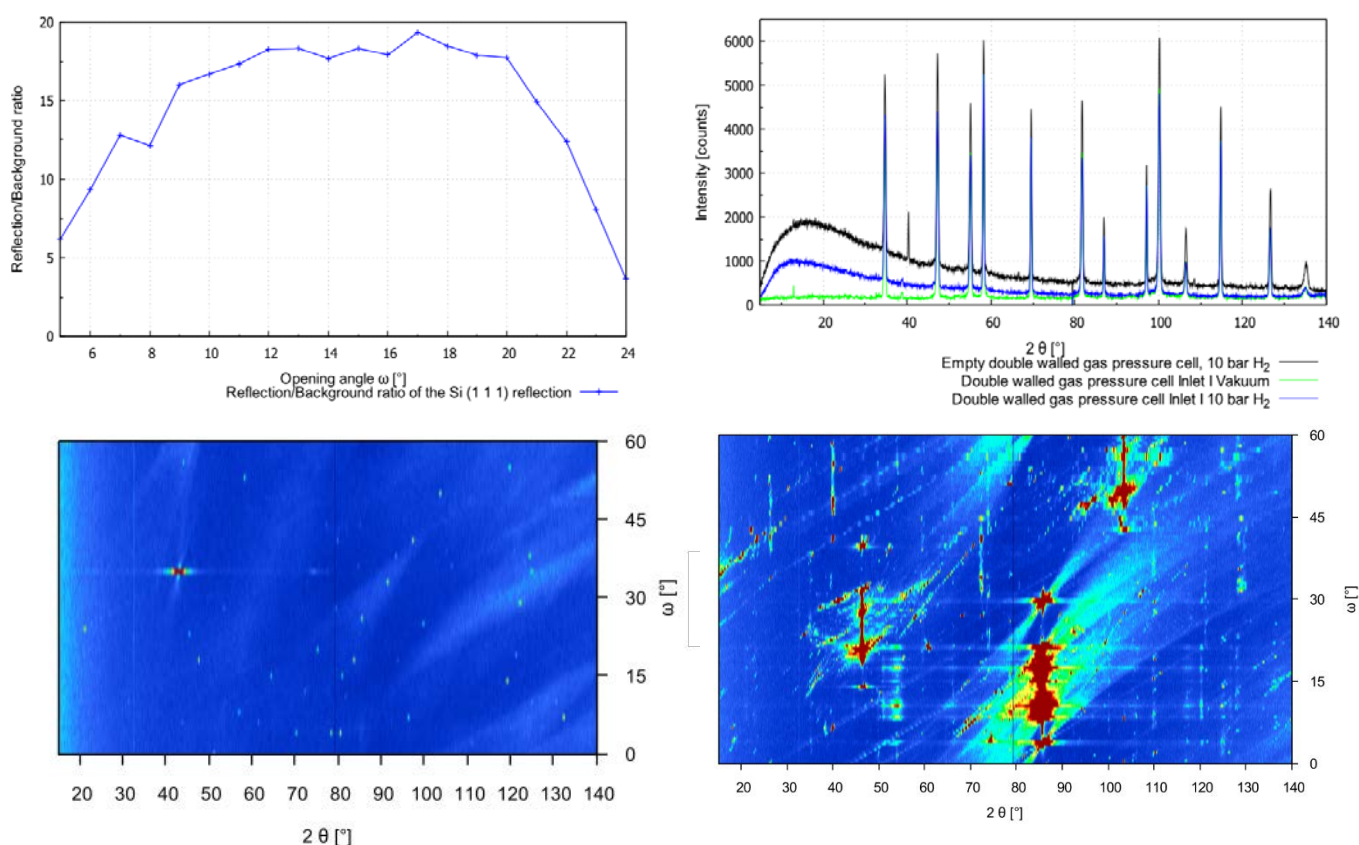 20
15
10
5
0
Reflection/Background ratio
6 8 10 12 14 16 18 20 22 24
Opening angle ω [°]
Reflection/Background ratio of the Si (1 1 1) reflection
6000
5000
4000
3000
2000
1000
0
Intensity [counts]
20 40 60 80 100 120 140
2 θ [°]
Empty double walled gas pressure cell, 10 bar H₂
Double walled gas pressure cell Inlet I Vakuum
Double walled gas pressure cell Inlet I 10 bar H₂
60
45
30
15
0
ω [°]
20 30 40 50 60 70 80 90 100 110 120 130 140
2 θ [°]
60
45
30
15
0
ω [°]
20 30 40 50 60 70 80 90 100 110 120 130 140
2 θ [°]